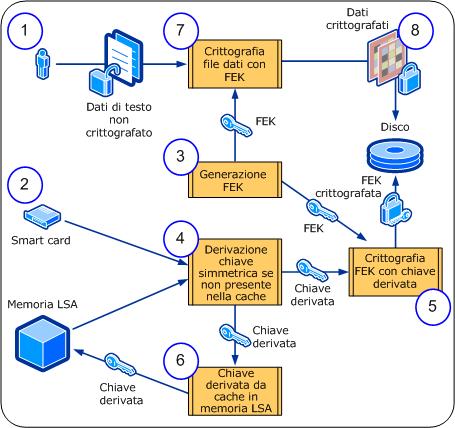 1
7
Crittografia
file dati con
FEK
Dati
crittografati
8
Dati di testo
non
crittografato
FEK
Disco
3
Generazione
FEK
FEK
crittografata
2
Smart card
FEK
4
Derivazione
chiave
simmetrica se
non presente
nella cache
Chiave
derivata
Crittografia
FEK con chiave
derivata
5
Memoria LSA
Chiave
derivata
6
Chiave
derivata da
cache in
memoria LSA
Chiave
derivata